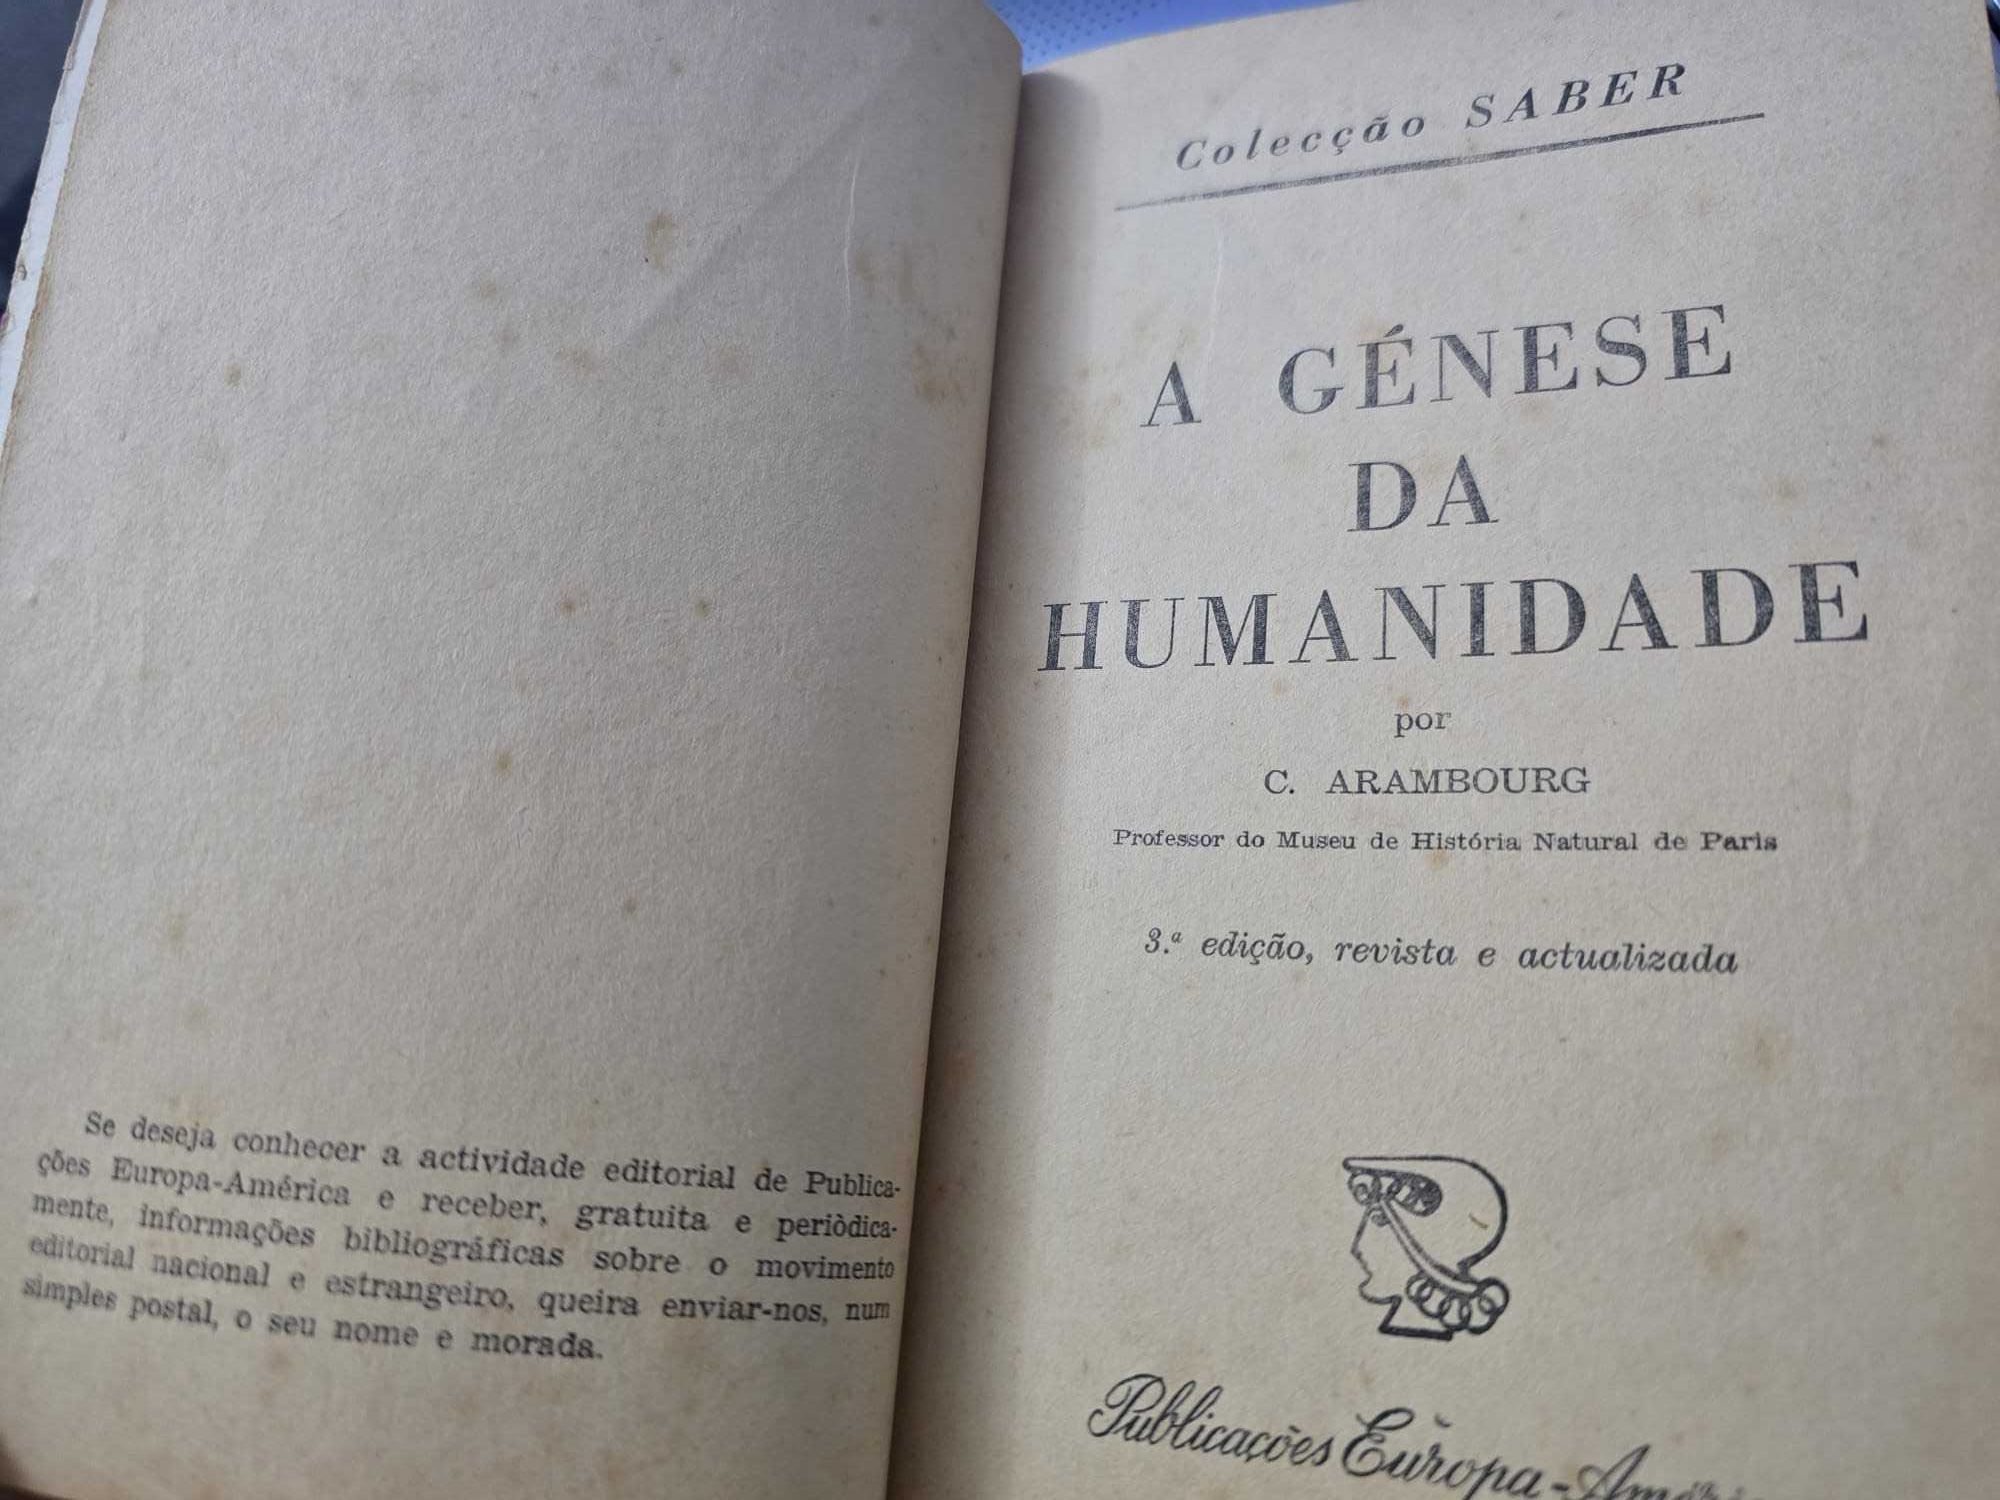 Se deseja conhecer a actividade editorial de Publica-
ções Europa-América e receber, gratuita e periòdica-
mente, informações bibliográficas sobre o movimento
editorial nacional e estrangeiro, queira enviar-nos, num
simples postal, o seu nome e morada.
Colecção SABER
A GÉNESE
DA
HUMANIDADE
por
C. ARAMBOURG
Professor do Museu de História Natural de Paris
3.ª edição, revista e actualizada
Publicações Europa-